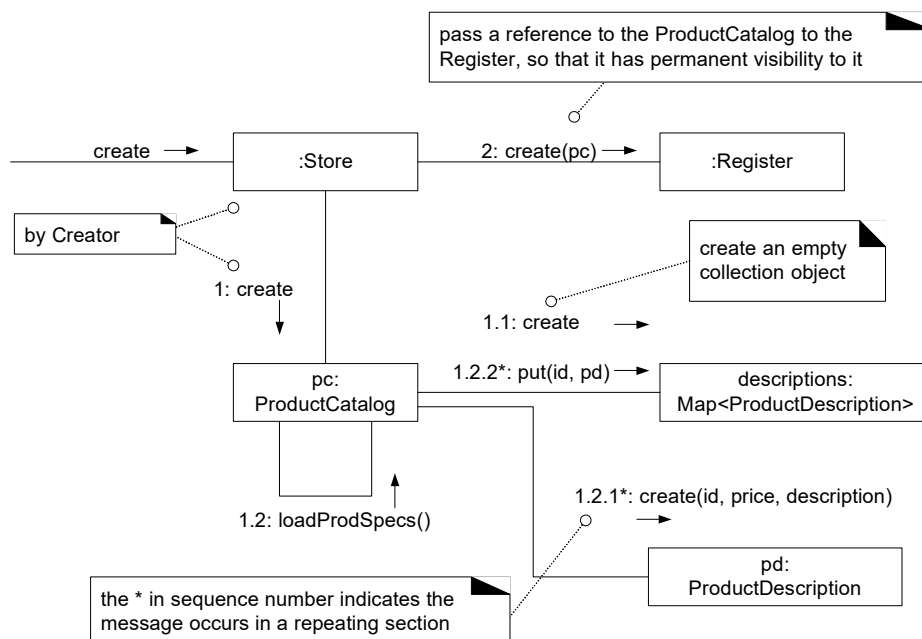 pass a reference to the ProductCatalog to the
Register, so that it has permanent visibility to it
create
:Store
2: create(pc)
:Register
by Creator
create an empty
collection object
1: create
1.1: create
pc:
ProductCatalog
1.2.2*: put(id, pd)
descriptions:
Map<ProductDescription>
1.2: loadProdSpecs()
1.2.1*: create(id, price, description)
pd:
ProductDescription
the * in sequence number indicates the
message occurs in a repeating section